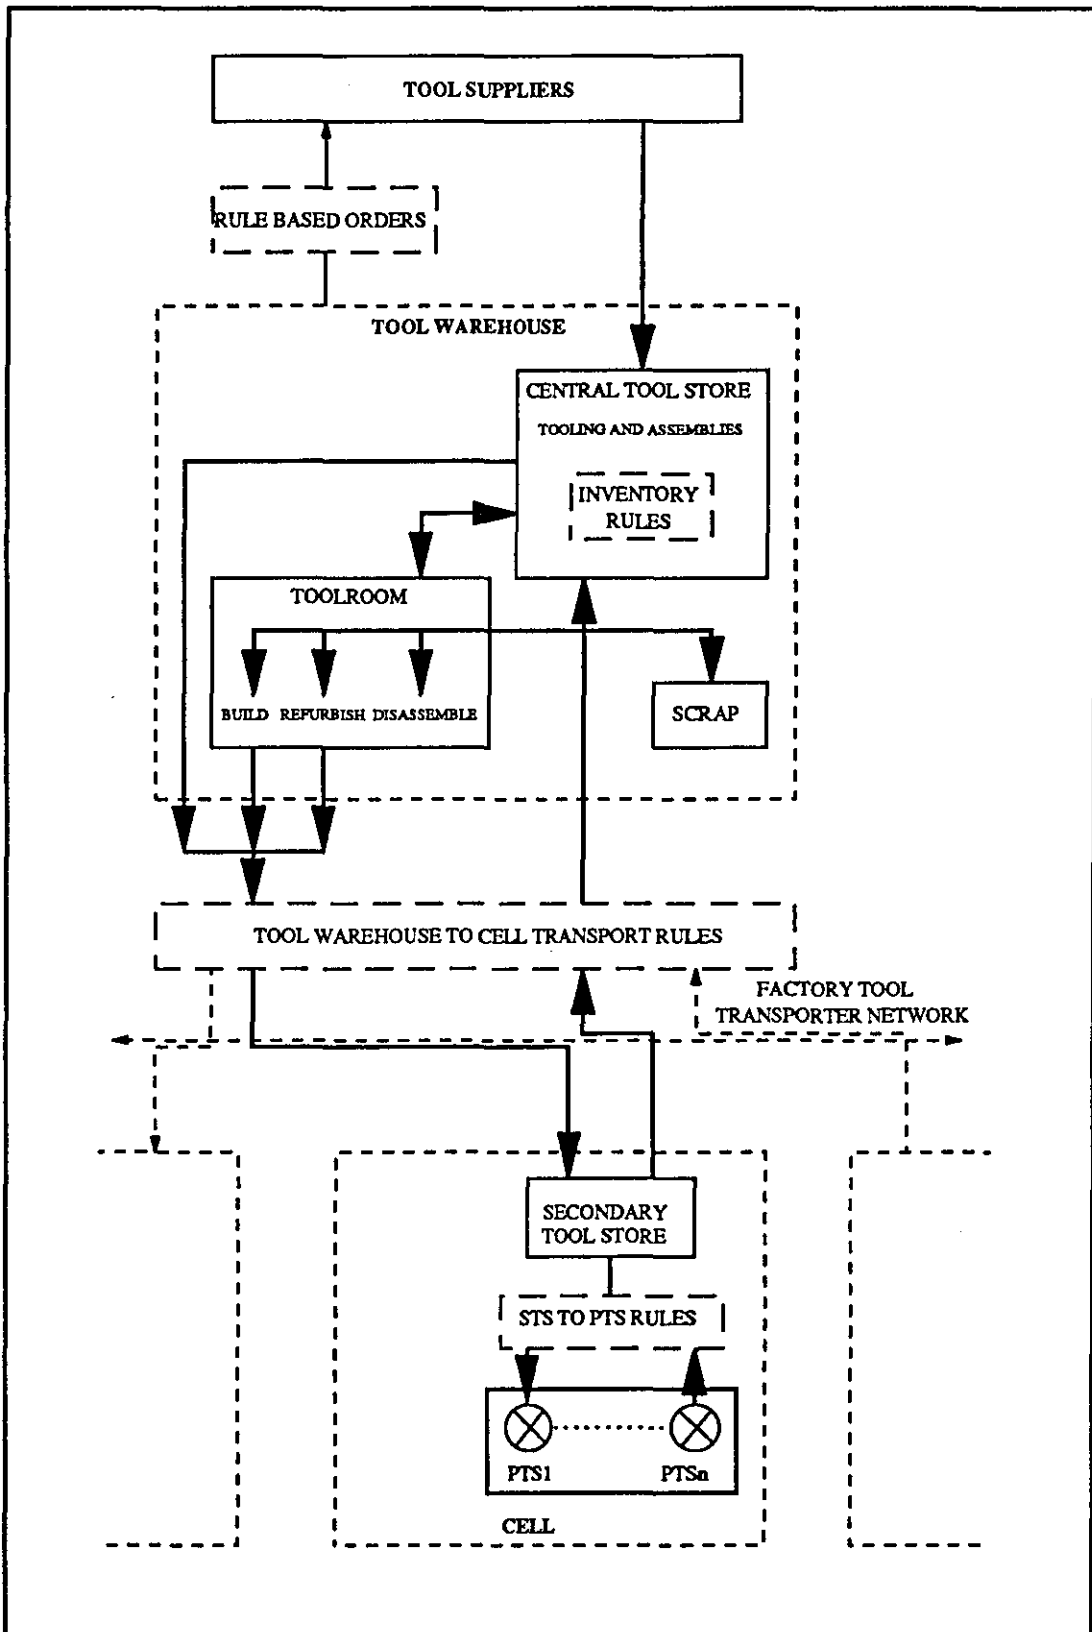 TOOL SUPPLIERS
RULE BASED ORDERS
TOOL WAREHOUSE
CENTRAL TOOL STORE
TOOLING AND ASSEMBLIES
INVENTORY
RULES
TOOLROOM
BUILD REFURBISH DISASSEMBLE
SCRAP
TOOL WAREHOUSE TO CELL TRANSPORT RULES
FACTORY TOOL
TRANSPORTER NETWORK
SECONDARY
TOOL STORE
STS TO PTS RULES
PTS1 PTSn
CELL